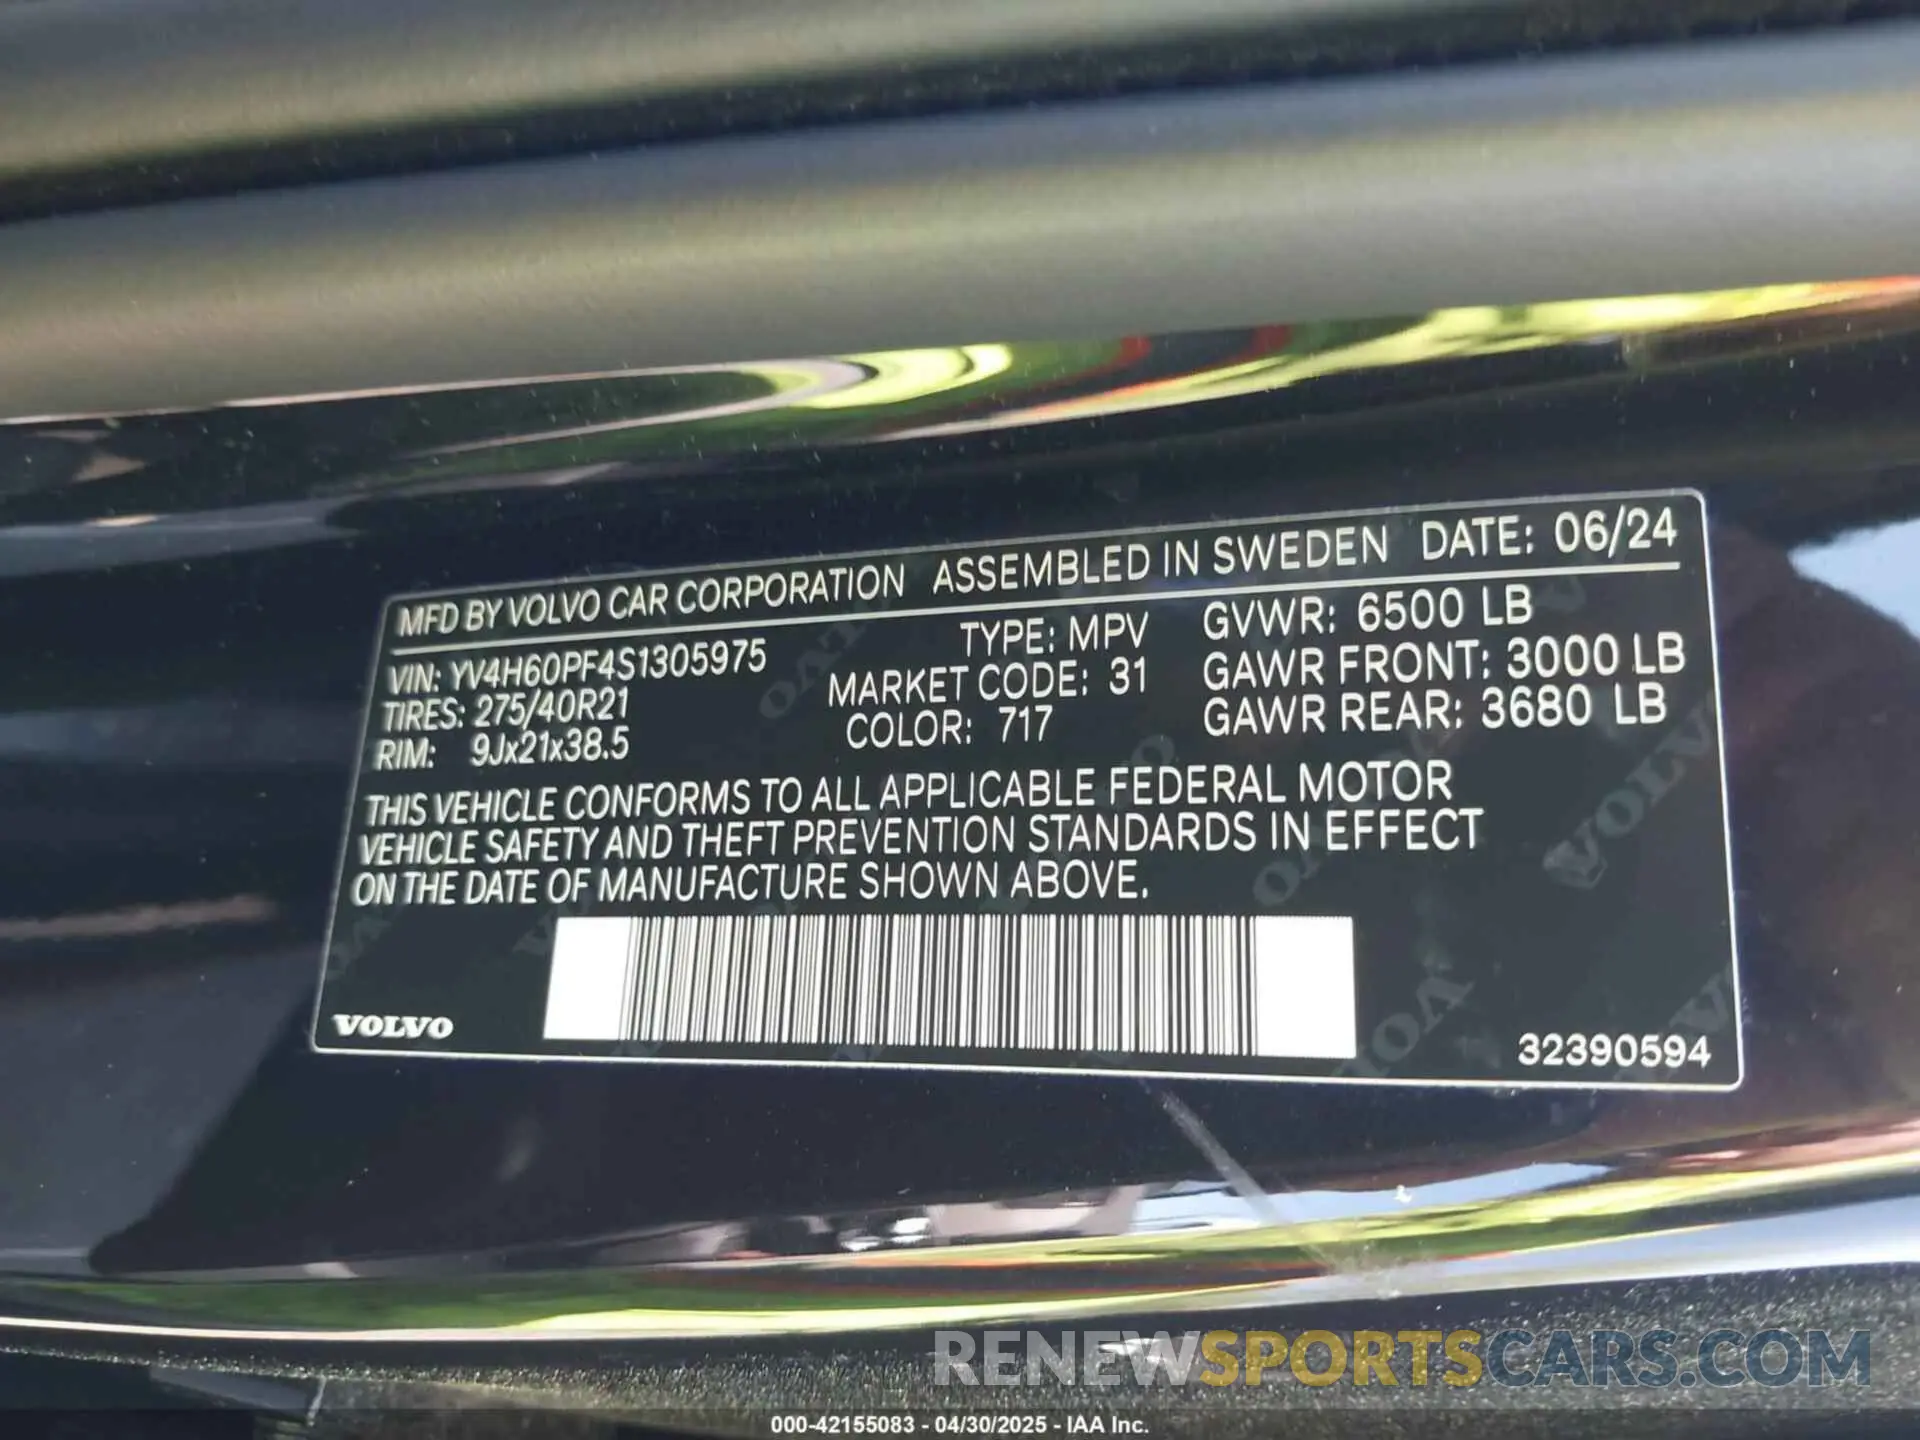 MFD BY VOLVO CAR CORPORATION ASSEMBLED IN SWEDEN DATE: 06/24
VIN: YV4H60PF4S1305975 TYPE: MPV GVWR: 6500 LB
TIRES: 275/40R21 MARKET CODE: 31 GAWR FRONT: 3000 LB
RIM: 9Jx21x38.5 COLOR: 717 GAWR REAR: 3680 LB
THIS VEHICLE CONFORMS TO ALL APPLICABLE FEDERAL MOTOR
VEHICLE SAFETY AND THEFT PREVENTION STANDARDS IN EFFECT
ON THE DATE OF MANUFACTURE SHOWN ABOVE.
VOLVO 32390594
RENEWSPORTSCARS.COM
000-42155083 - 04/30/2025 - IAA Inc.